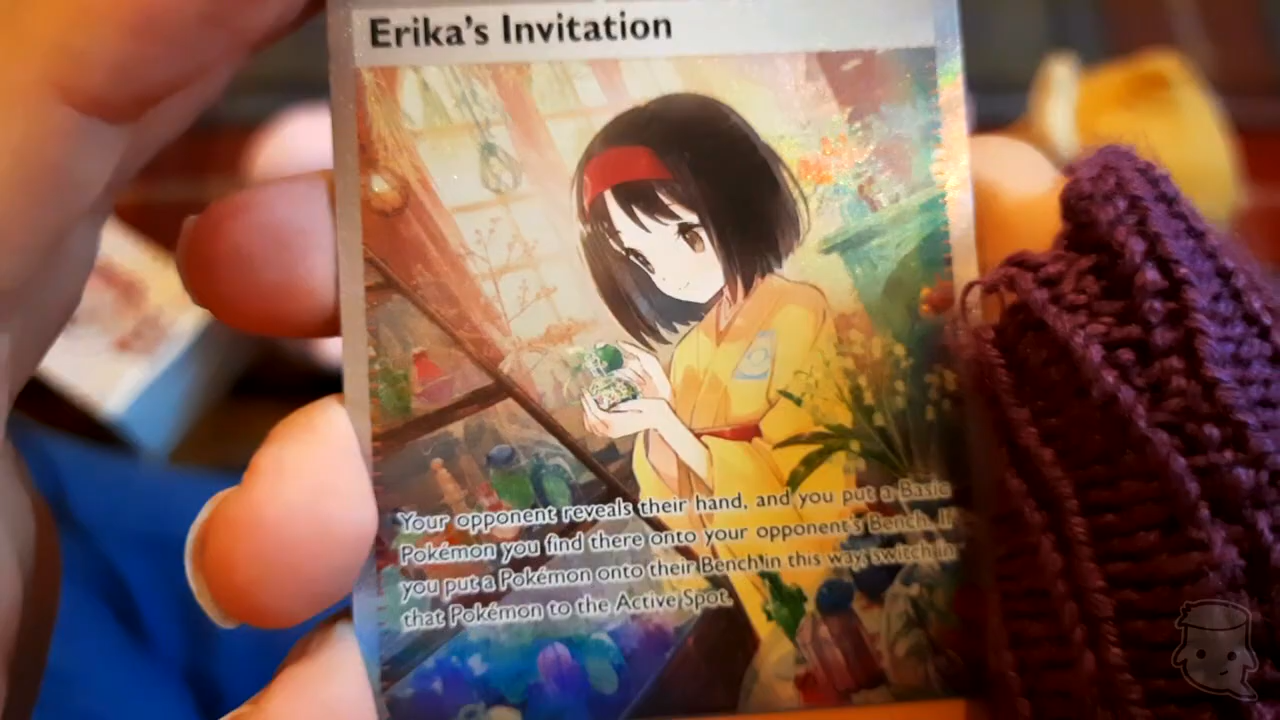 Erika's Invitation
Your opponent reveals their hand, and you put a Basic
Pokémon you find there onto your opponent's Bench. If
you put a Pokémon onto their Bench in this way, switch in
that Pokémon to the Active Spot.